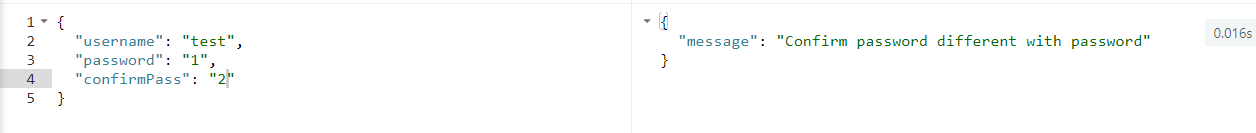 1 {
2 "username": "test",
3 "password": "1",
4 "confirmPass": "2"
5 }
{
"message": "Confirm password different with password"
}
0.016s